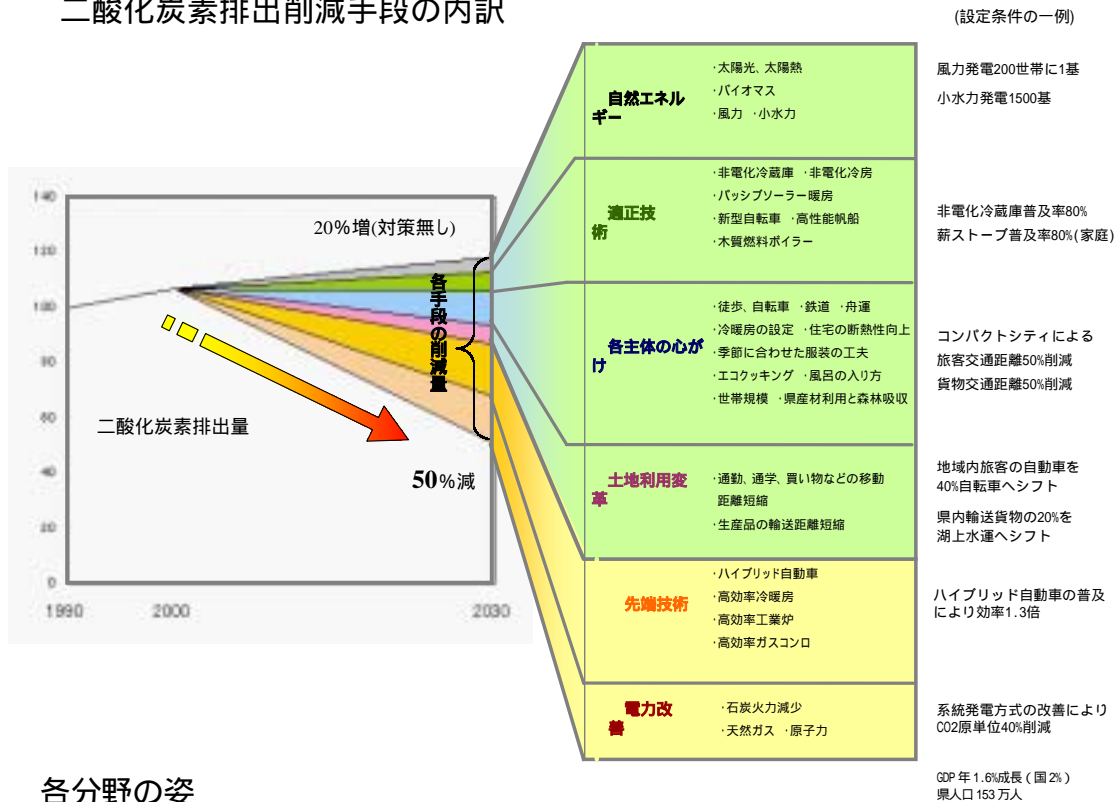 二酸化炭素排出削減手段の内訳
(設定条件の一例)
140
120
100
80
60
40
20
0
1990
2000
2030
20%増(対策無し)
各手段の削減量
二酸化炭素排出量
50%減
自然エネル
ギー
・太陽光、太陽熱
・バイオマス
・風力 ・小水力
風力発電200世帯に1基
小水力発電1500基
適正技
術
・非電化冷蔵庫 ・非電化冷房
・パッシブソーラー暖房
・新型自転車 ・高性能帆船
・木質燃料ボイラー
非電化冷蔵庫普及率80%
薪ストーブ普及率80%(家庭)
各主体の心が
け
・徒歩、自転車 ・鉄道 ・舟運
・冷暖房の設定 ・住宅の断熱性向上
・季節に合わせた服装の工夫
・エコクッキング ・風呂の入り方
・世帯規模 ・県産材利用と森林吸収
コンパクトシティによる
旅客交通距離50%削減
貨物交通距離50%削減
土地利用変
革
・通勤、通学、買い物などの移動
距離短縮
・生産品の輸送距離短縮
地域内旅客の自動車を
40%自転車へシフト
県内輸送貨物の20%を
湖上水運へシフト
先端技術
・ハイブリッド自動車
・高効率冷暖房
・高効率工業炉
・高効率ガスコンロ
ハイブリッド自動車の普及
により効率1.3倍
電力改
善
・石炭火力減少
・天然ガス ・原子力
系統発電方式の改善により
CO2原単位40%削減
GDP 年1.6%成長(国2%)
県人口153万人
各分野の姿